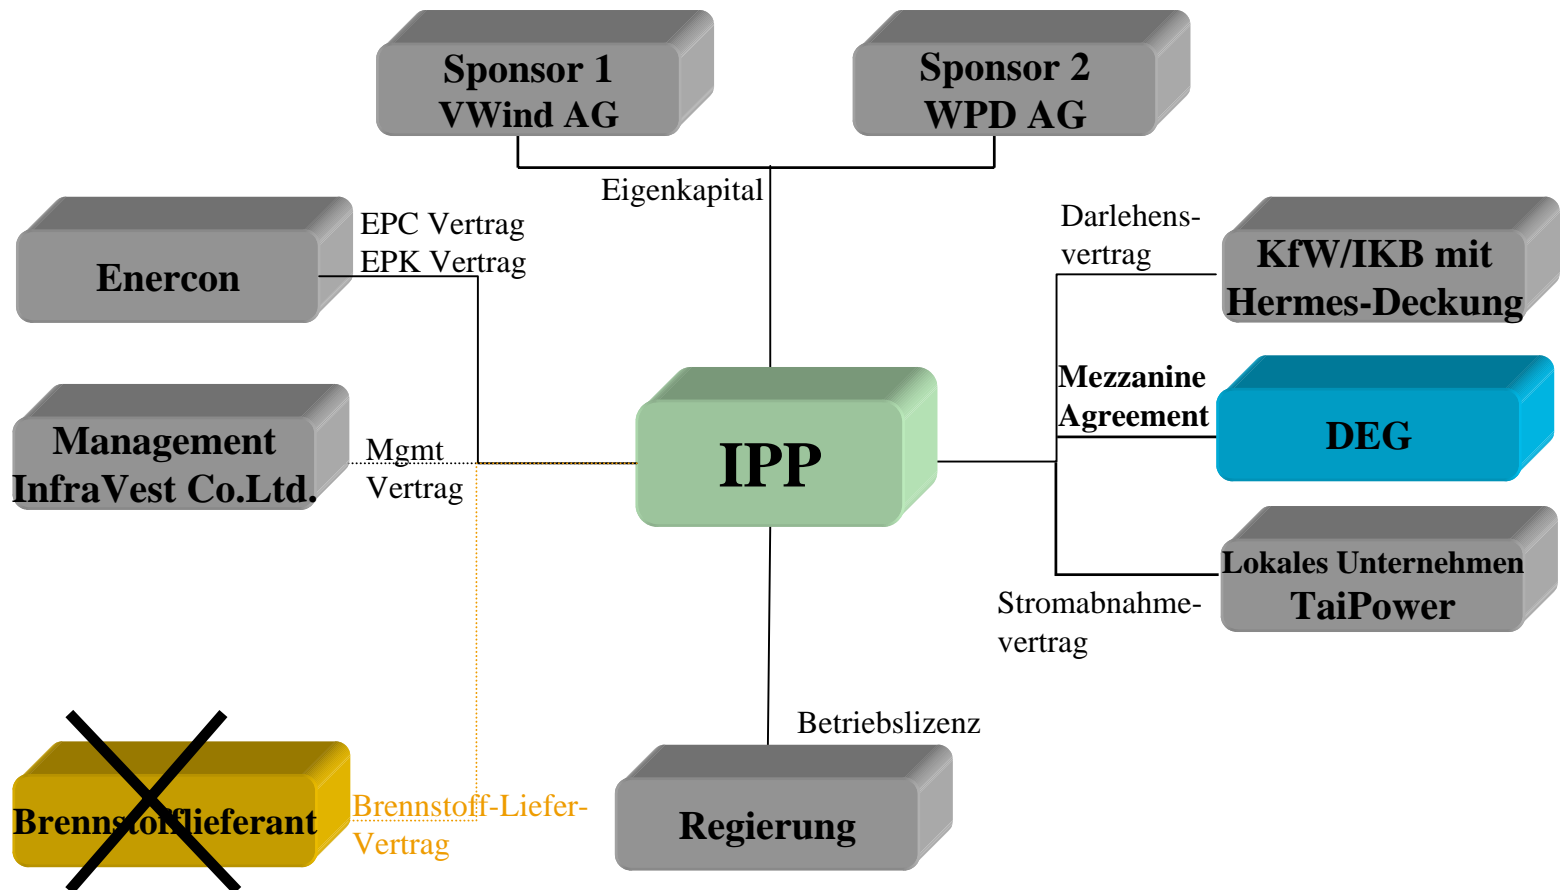 Sponsor 1
VWind AG
Sponsor 2
WPD AG
Eigenkapital
EPC Vertrag
EPK Vertrag
Enercon
Darlehens-
vertrag
KfW/IKB mit
Hermes-Deckung
Management
InfraVest Co.Ltd.
Mgmt
Vertrag
IPP
Mezzanine
Agreement
DEG
Lokales Unternehmen
TaiPower
Stromabnahme-
vertrag
Betriebslizenz
Regierung
Brennstofflieferant
Brennstoff-Liefer-
Vertrag